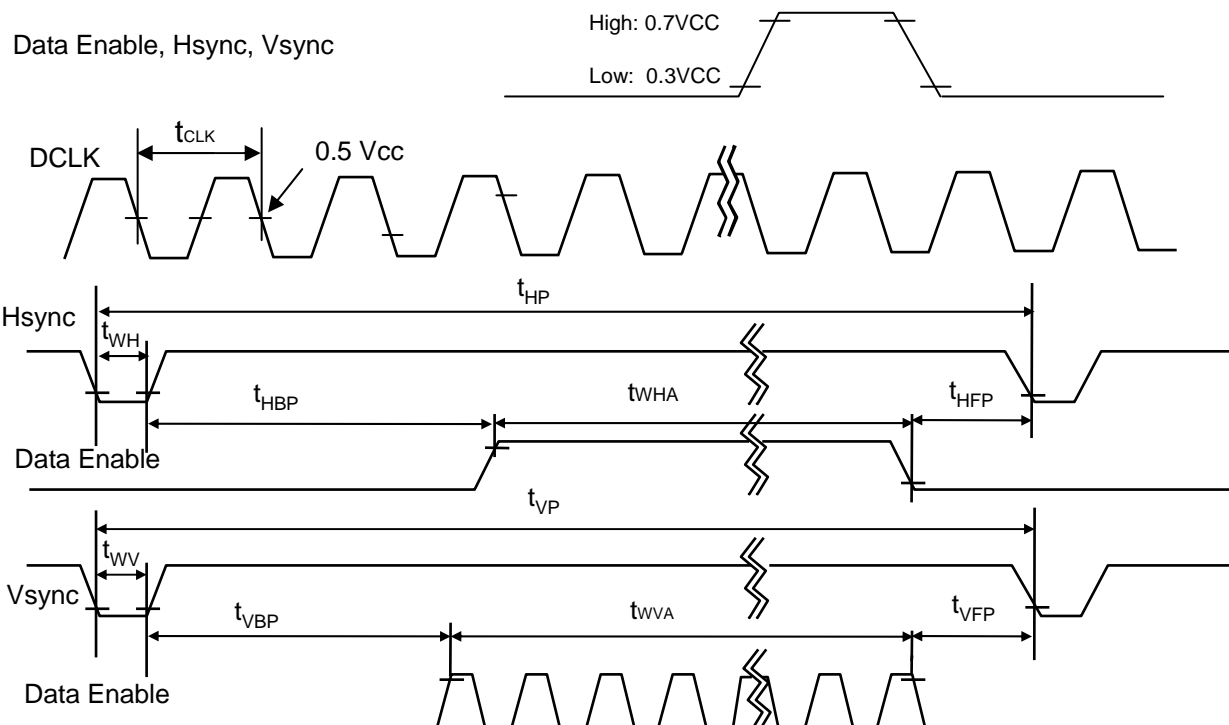 High: 0.7VCC
Data Enable, Hsync, Vsync
Low: 0.3VCC
tCLK
DCLK
0.5 Vcc
tHP
Hsync
tWH
tHBP
tWHA
tHFP
Data Enable
tVP
tWV
Vsync
tVBP
tWVA
tVFP
Data Enable